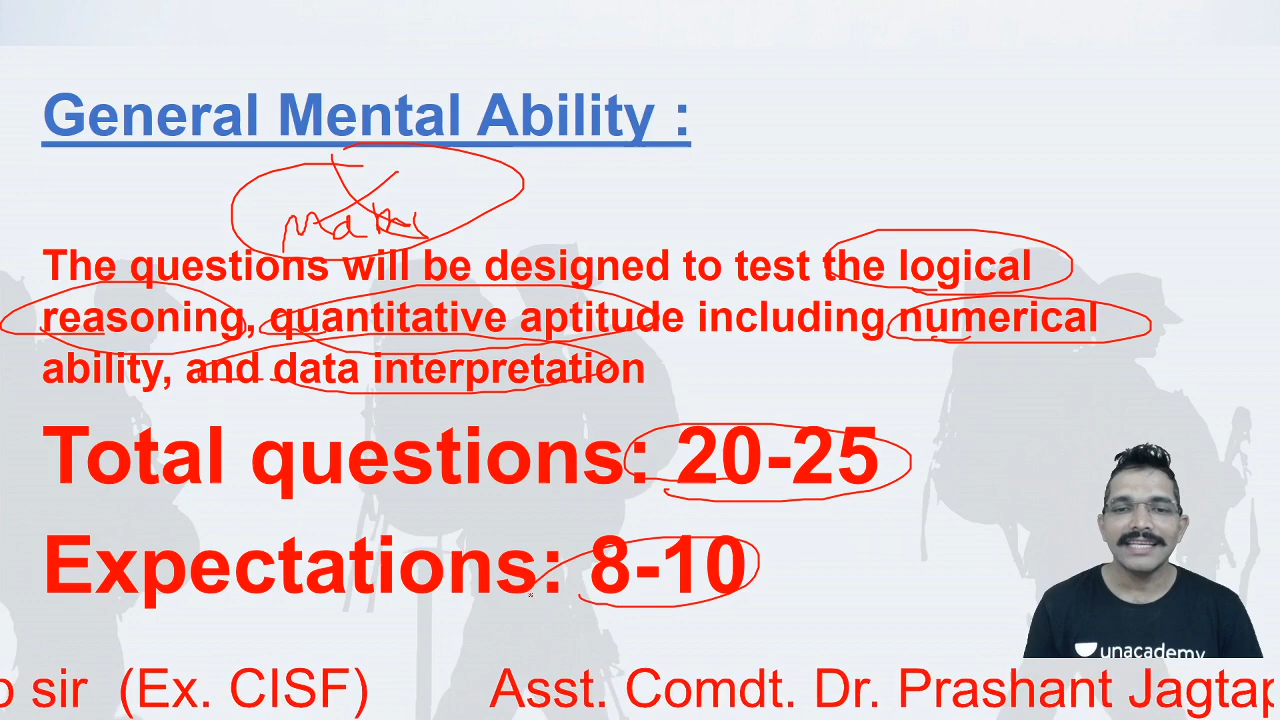 General Mental Ability :
Maths
The questions will be designed to test the logical
reasoning, quantitative aptitude including numerical
ability, and data interpretation
Total questions: 20-25
Expectations: 8-10
unacademy
p sir (Ex. CISF) Asst. Comdt. Dr. Prashant Jagtap